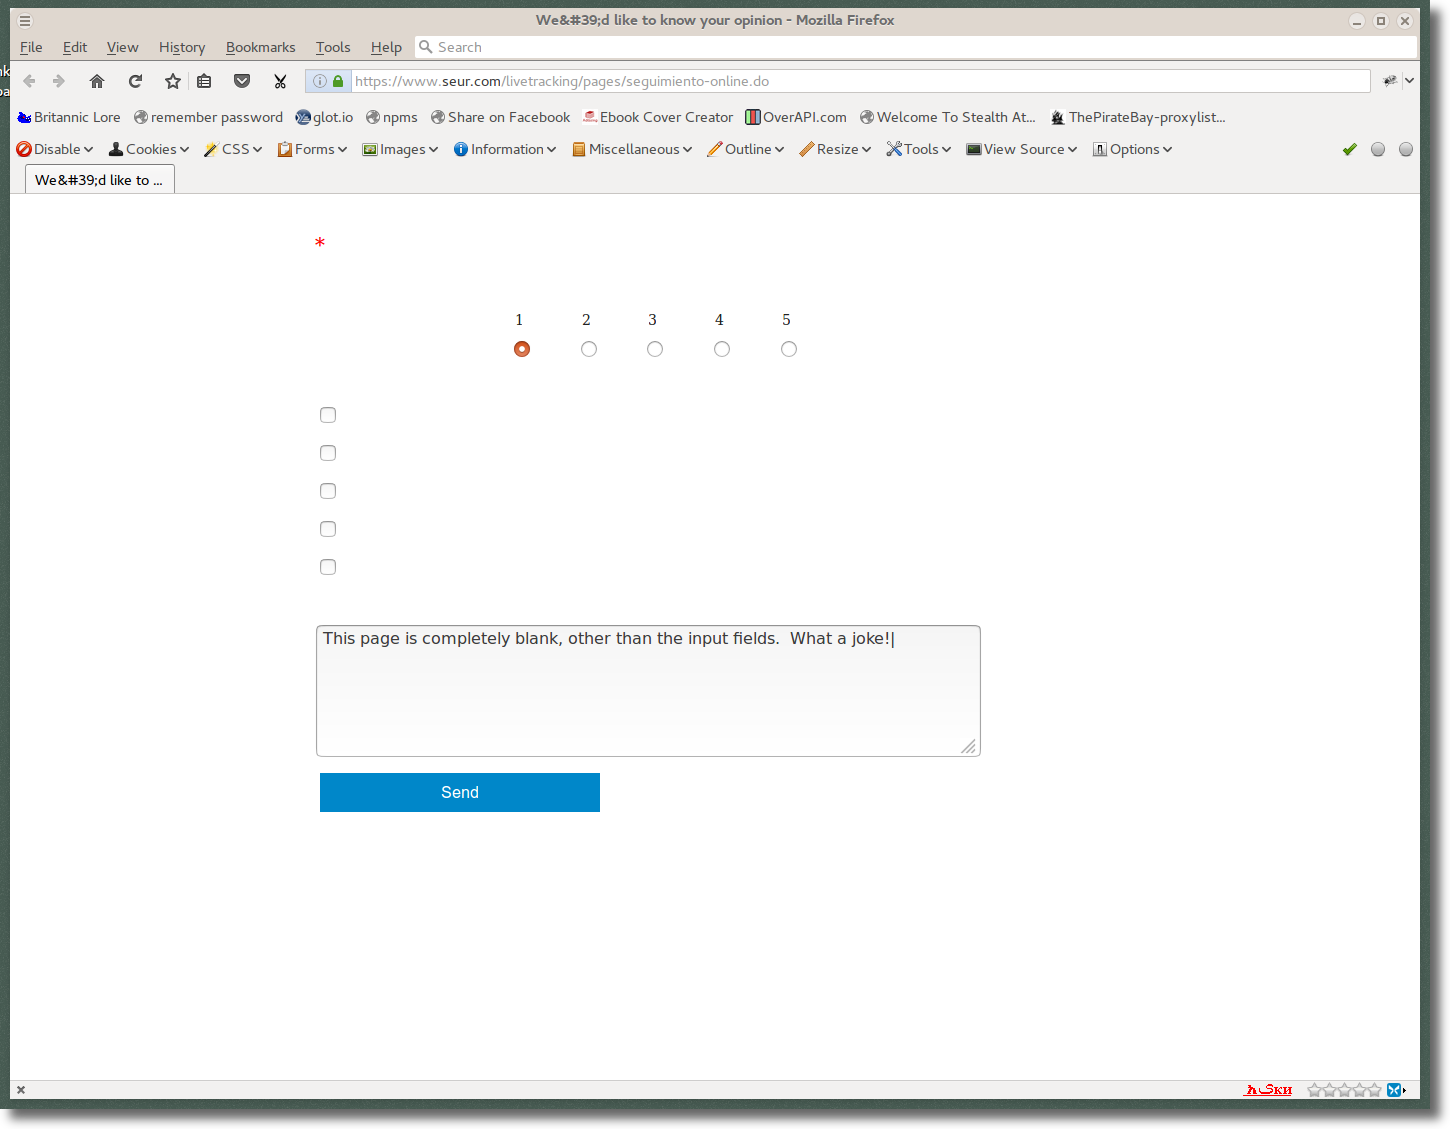 We&#39;d like to know your opinion - Mozilla Firefox
File Edit View History Bookmarks Tools Help Search
https://www.seur.com/livetracking/pages/seguimiento-online.do
Britannic Lore remember password glot.io npms Share on Facebook Ebook Cover Creator OverAPI.com Welcome To Stealth At... ThePirateBay-proxylist...
Disable Cookies CSS Forms Images Information Miscellaneous Outline Resize Tools View Source Options
We&#39;d like to ...
*
1 2 3 4 5
This page is completely blank, other than the input fields.  What a joke!
Send